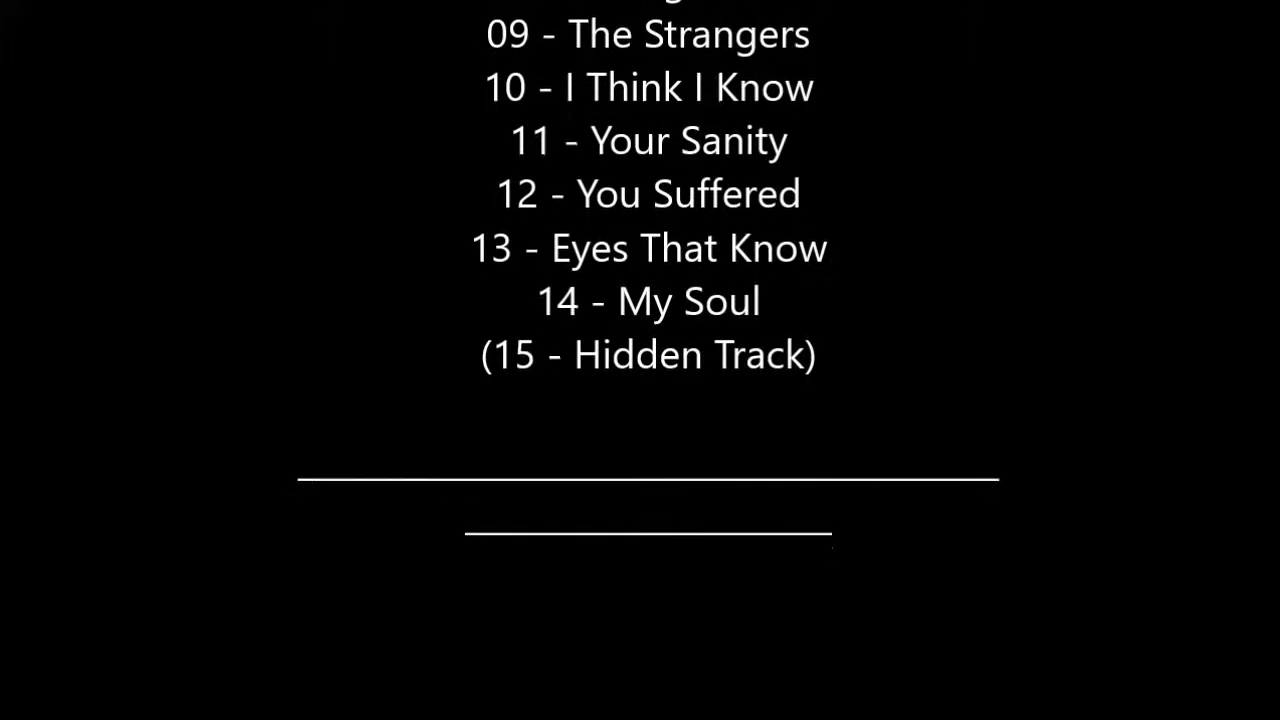 09 - The Strangers
10 - I Think I Know
11 - Your Sanity
12 - You Suffered
13 - Eyes That Know
14 - My Soul
(15 - Hidden Track)